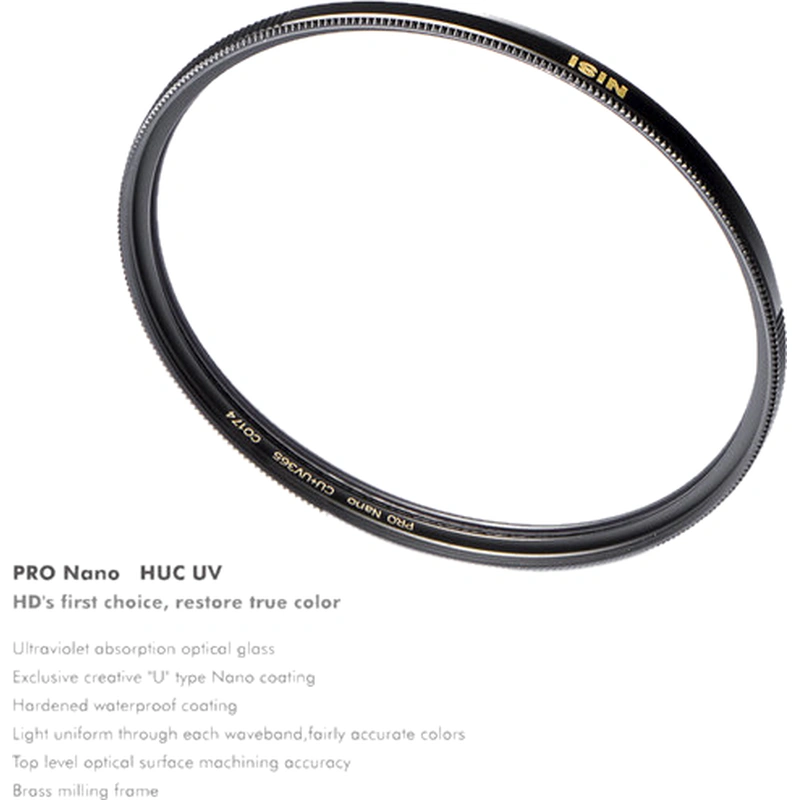 NISI
PRO Nano CU+UV365 C0174
PRO Nano HUC UV
HD's first choice, restore true color
Ultraviolet absorption optical glass
Exclusive creative "U" type Nano coating
Hardened waterproof coating
Light uniform through each waveband,fairly accurate colors
Top level optical surface machining accuracy
Brass milling frame